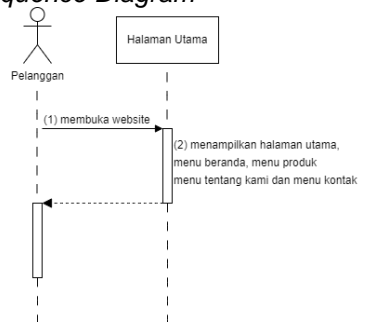 quence Diagram
Halaman Utama
Pelanggan
(1) membuka website
(2) menampilkan halaman utama,
menu beranda, menu produk
menu tentang kami dan menu kontak